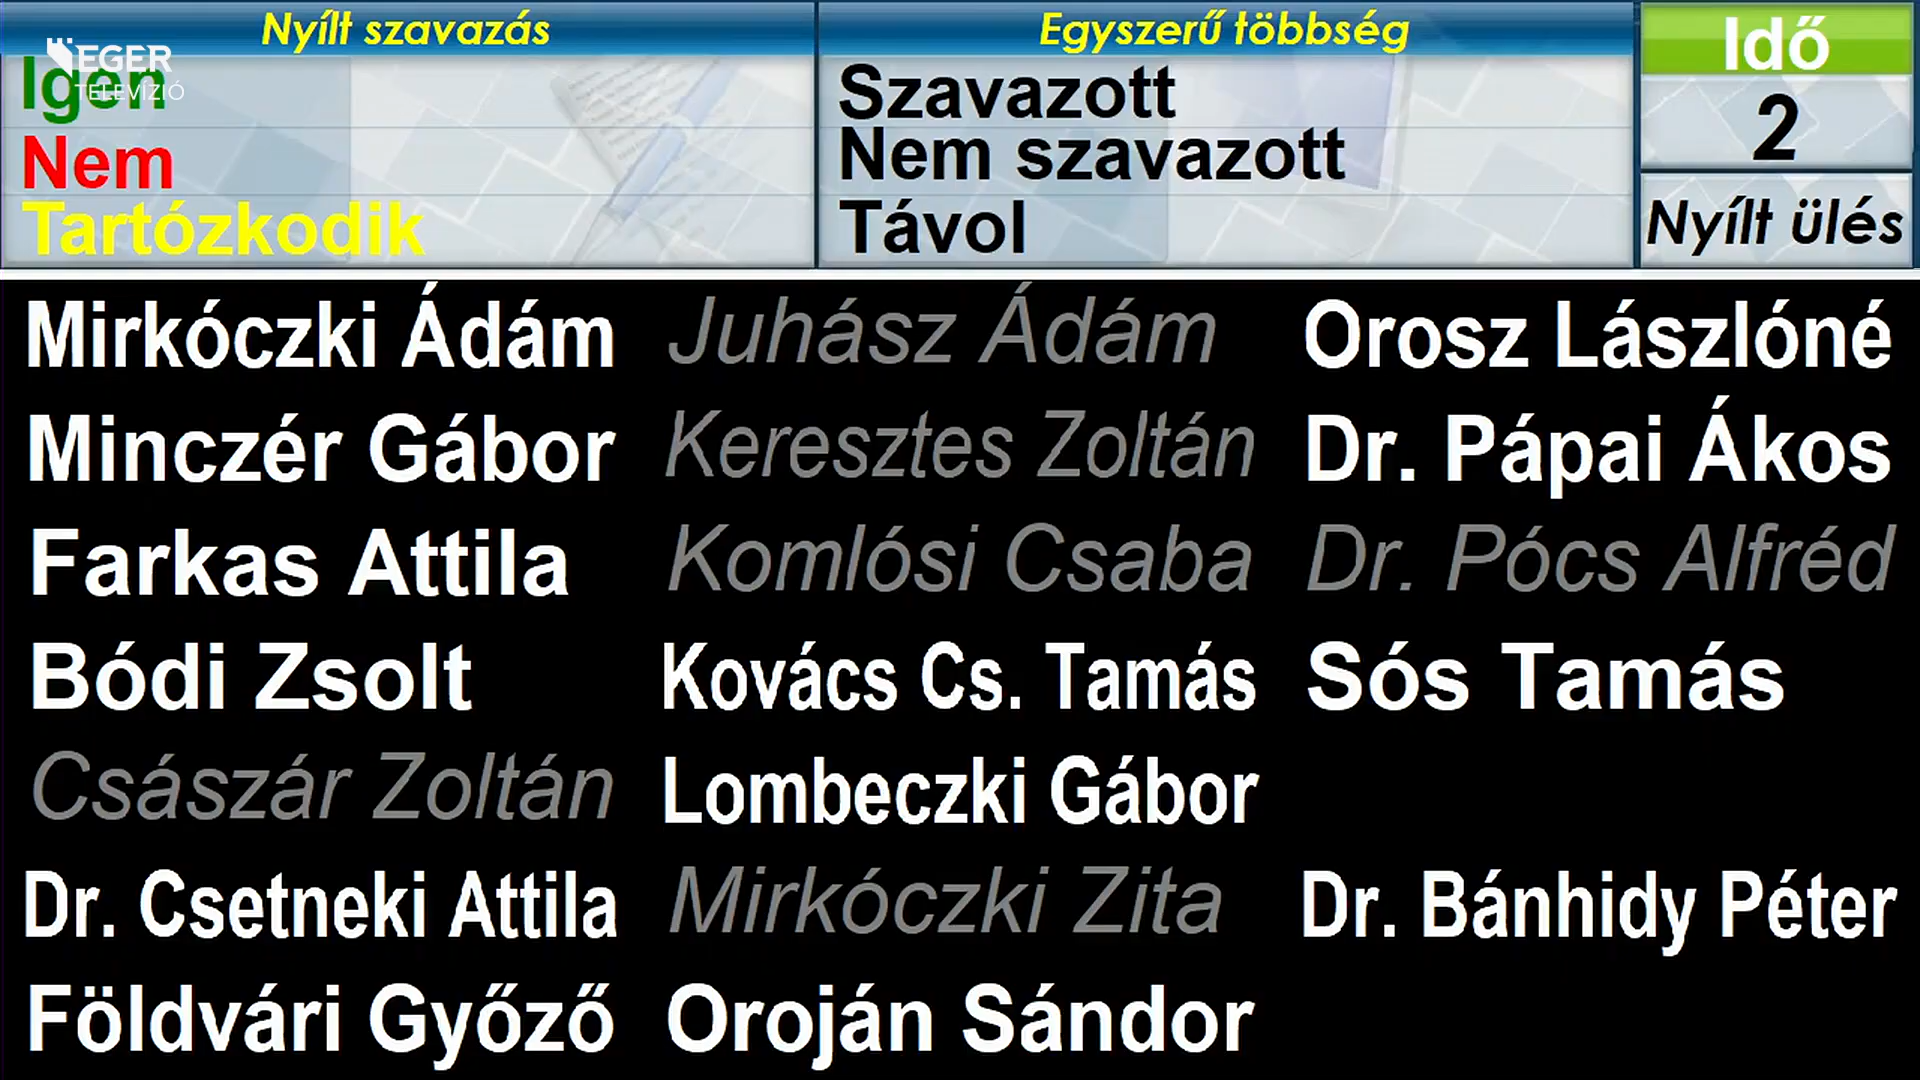 Nyílt szavazás
EGER
TELEVÍZIÓ
Igen
Nem
Tartózkodik
Egyszerű többség
Szavazott
Nem szavazott
Távol
Idő
2
Nyílt ülés
Mirkóczki Ádám
Minczér Gábor
Farkas Attila
Bódi Zsolt
Császár Zoltán
Dr. Csetneki Attila
Földvári Győző
Juhász Ádám
Keresztes Zoltán
Komlósi Csaba
Kovács Cs. Tamás
Lombeczki Gábor
Mirkóczki Zita
Oroján Sándor
Orosz Lászlóné
Dr. Pápai Ákos
Dr. Pócs Alfréd
Sós Tamás
Dr. Bánhidy Péter